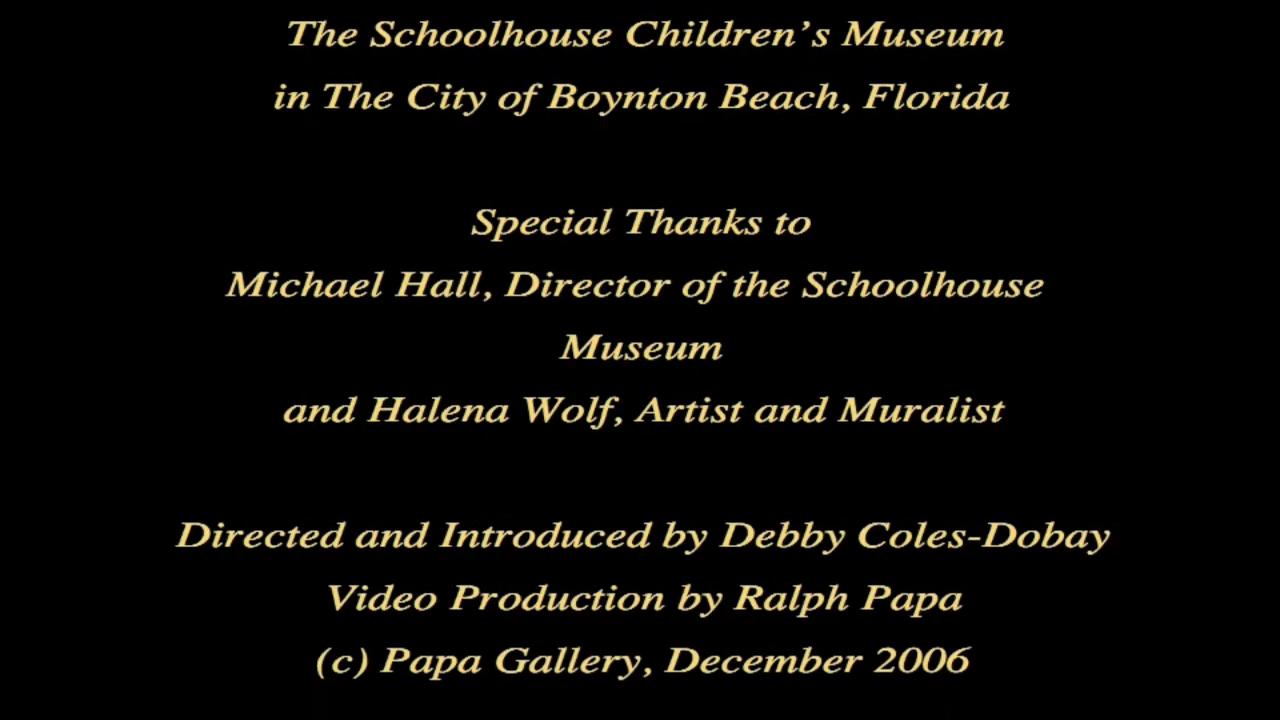 The Schoolhouse Children’s Museum
in The City of Boynton Beach, Florida
Special Thanks to
Michael Hall, Director of the Schoolhouse
Museum
and Halena Wolf, Artist and Muralist
Directed and Introduced by Debby Coles-Dobay
Video Production by Ralph Papa
(c) Papa Gallery, December 2006